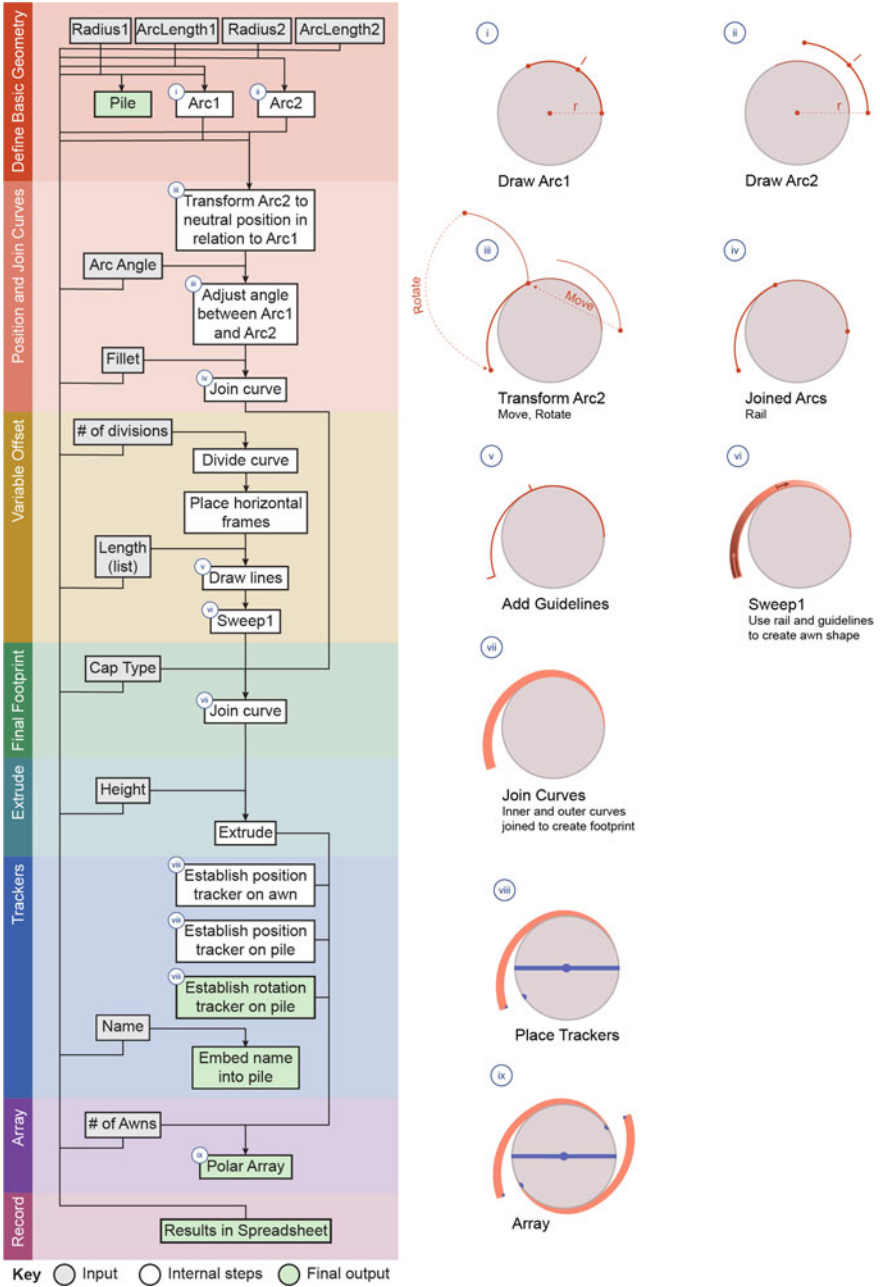 Define Basic Geometry
Radius1
ArcLength1
Radius2
ArcLength2
Pile
i
Arc1
ii
Arc2
Position and Join Curves
iii
Transform Arc2 to
neutral position in
relation to Arc1
Arc Angle
iii
Adjust angle
between Arc1
and Arc2
Fillet
iv
Join curve
Variable Offset
# of divisions
Divide curve
Place horizontal
frames
Length
(list)
v
Draw lines
vi
Sweep1
Final Footprint
Cap Type
vii
Join curve
Extrude
Height
Extrude
Trackers
viii
Establish position
tracker on awn
viii
Establish position
tracker on pile
viii
Establish rotation
tracker on pile
Name
Embed name
into pile
Array
# of Awns
ix
Polar Array
Record
Results in Spreadsheet
Key
Input
Internal steps
Final output
i
l
r
Draw Arc1
ii
l
r
Draw Arc2
iii
Rotate
Move
Transform Arc2
Move, Rotate
iv
Joined Arcs
Rail
v
Add Guidelines
vi
Sweep1
Use rail and guidelines
to create awn shape
vii
Join Curves
Inner and outer curves
joined to create footprint
viii
Place Trackers
ix
Array